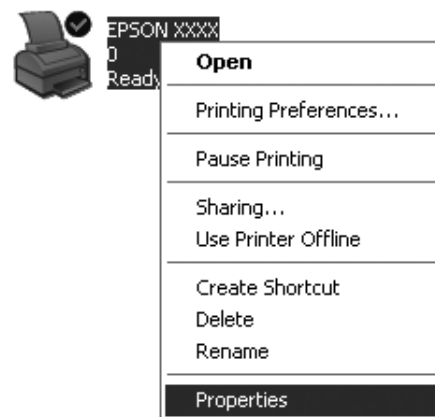 EPSON XXXX
0
Ready
Open
Printing Preferences...
Pause Printing
Sharing...
Use Printer Offline
Create Shortcut
Delete
Rename
Properties